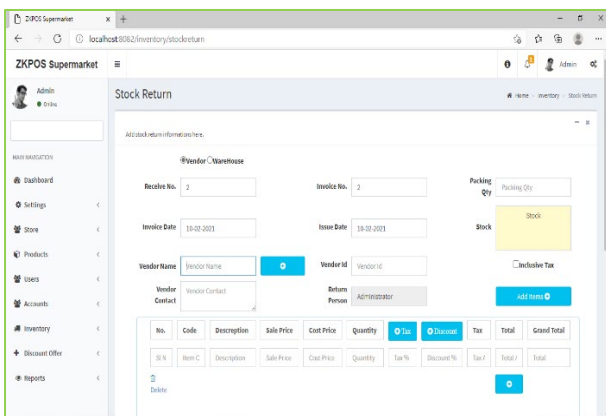 ZKPOS Supermarket
localhost:8082/inventory/stockreturn
ZKPOS Supermarket
Admin
Admin
Online
Stock Return
Home
Inventory
Stock Return
Add stock return informations here.
MAIN NAVIGATION
Dashboard
Settings
Store
Products
Users
Accounts
Inventory
Discount Offer
Reports
Vendor WareHouse
Receive No. 2 Invoice No. 2 Packing Qty Packing Qty
Invoice Date 10-02-2021 Issue Date 10-02-2021 Stock Stock
Vendor Name Vendor Name Vendor Id Vendor Id Inclusive Tax
Vendor Contact Vendor Contact Return Person Administrator Add Items
No. Code Descreption Sale Price Cost Price Quantity Tax Discount Tax Total Grand Total
Sl N Item C Description Sale Price Cost Price Quantity Tax % Discount % Tax / Total / Total
Delete